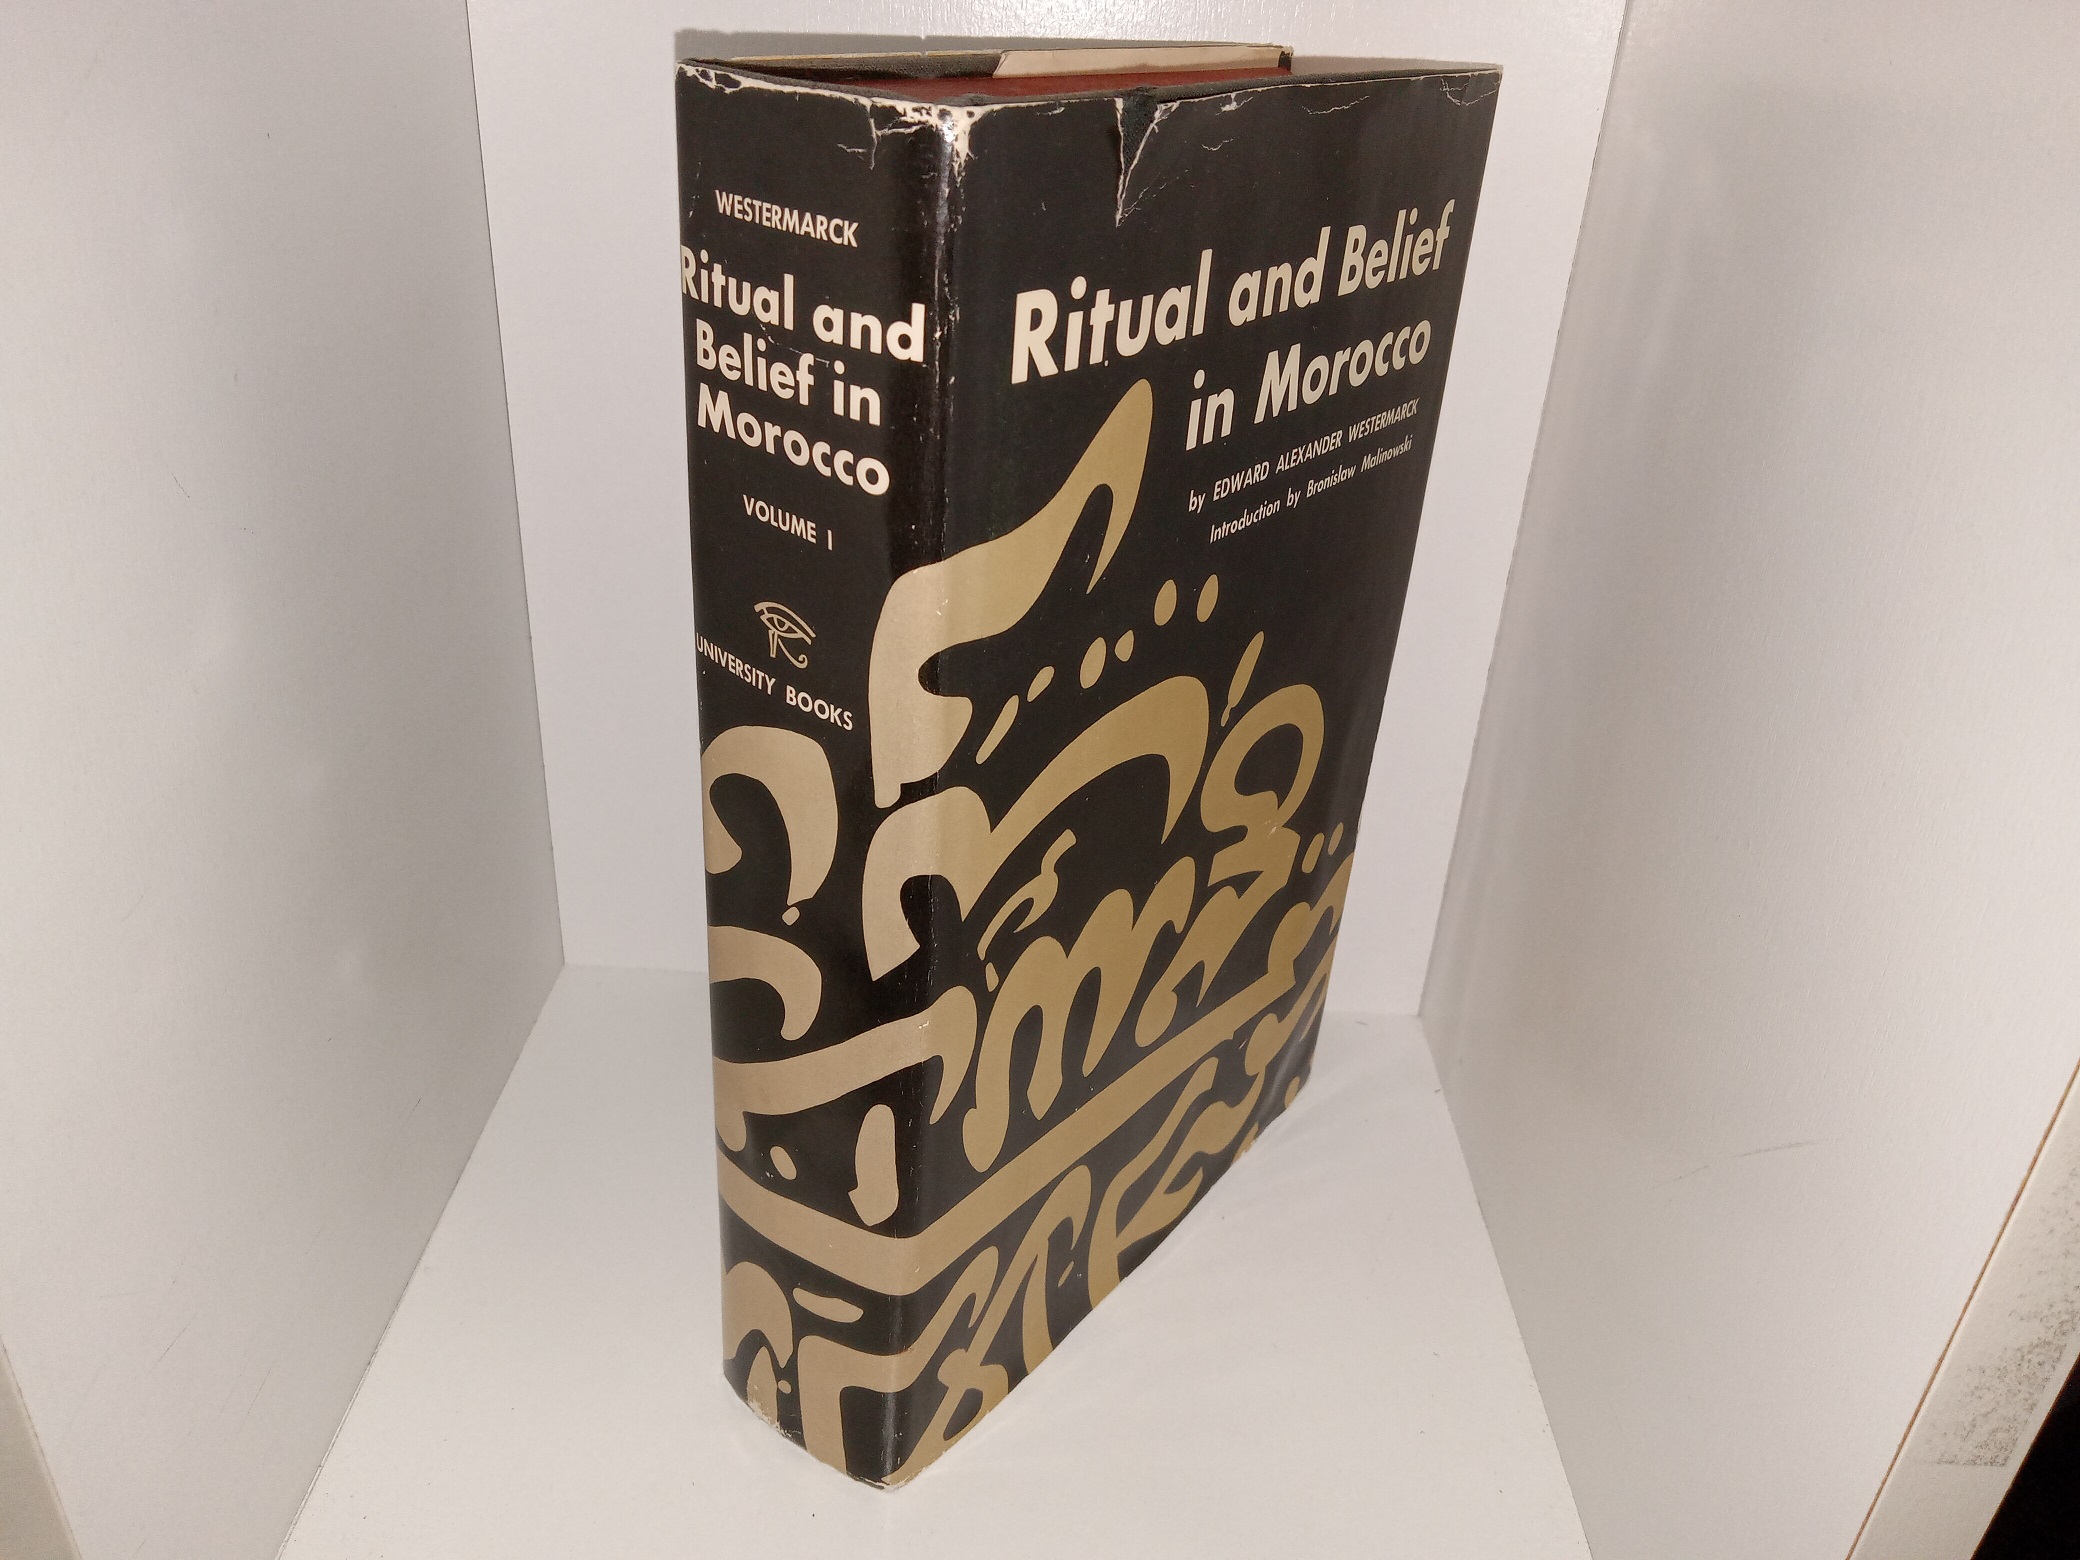 WESTERMARCK
Ritual and
Belief in
Morocco
VOLUME I
UNIVERSITY BOOKS
Ritual and Belief
in Morocco
by EDWARD ALEXANDER WESTERMARCK
Introduction by Bronislaw Malinowski